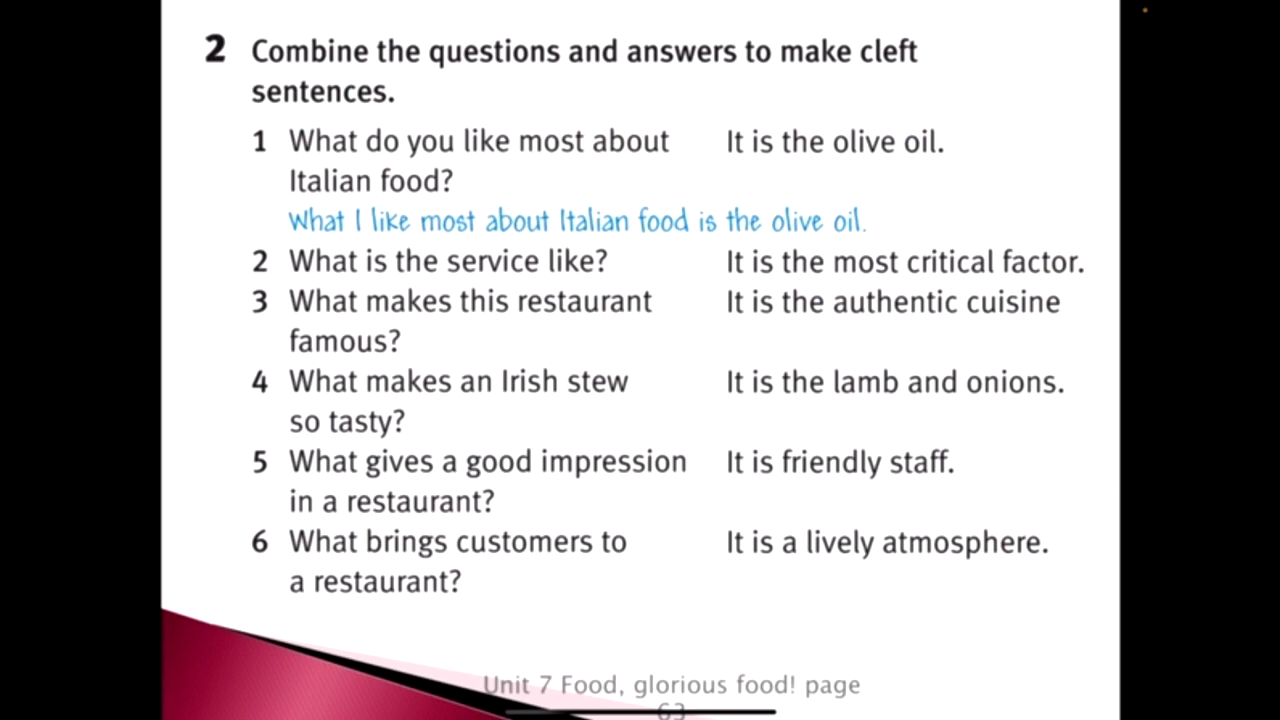 2 Combine the questions and answers to make cleft
sentences.
1 What do you like most about It is the olive oil.
Italian food?
What I like most about Italian food is the olive oil.
2 What is the service like? It is the most critical factor.
3 What makes this restaurant It is the authentic cuisine
famous?
4 What makes an Irish stew It is the lamb and onions.
so tasty?
5 What gives a good impression It is friendly staff.
in a restaurant?
6 What brings customers to It is a lively atmosphere.
a restaurant?
Unit 7 Food, glorious food! page
63